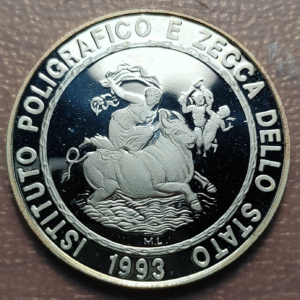 ISTITUTO POLIGRAFICO E ZECCA DELLO STATO
M.L.
1993